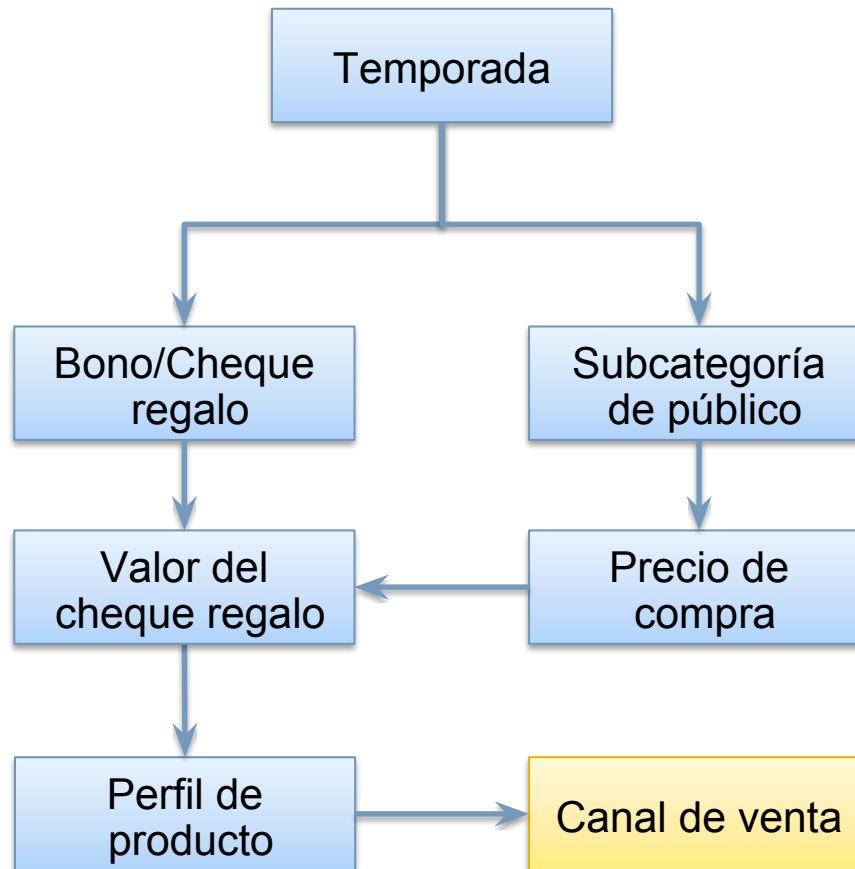 Temporada
Bono/Cheque
regalo
Subcategoría
de público
Valor del
cheque regalo
Precio de
compra
Perfil de
producto
Canal de venta